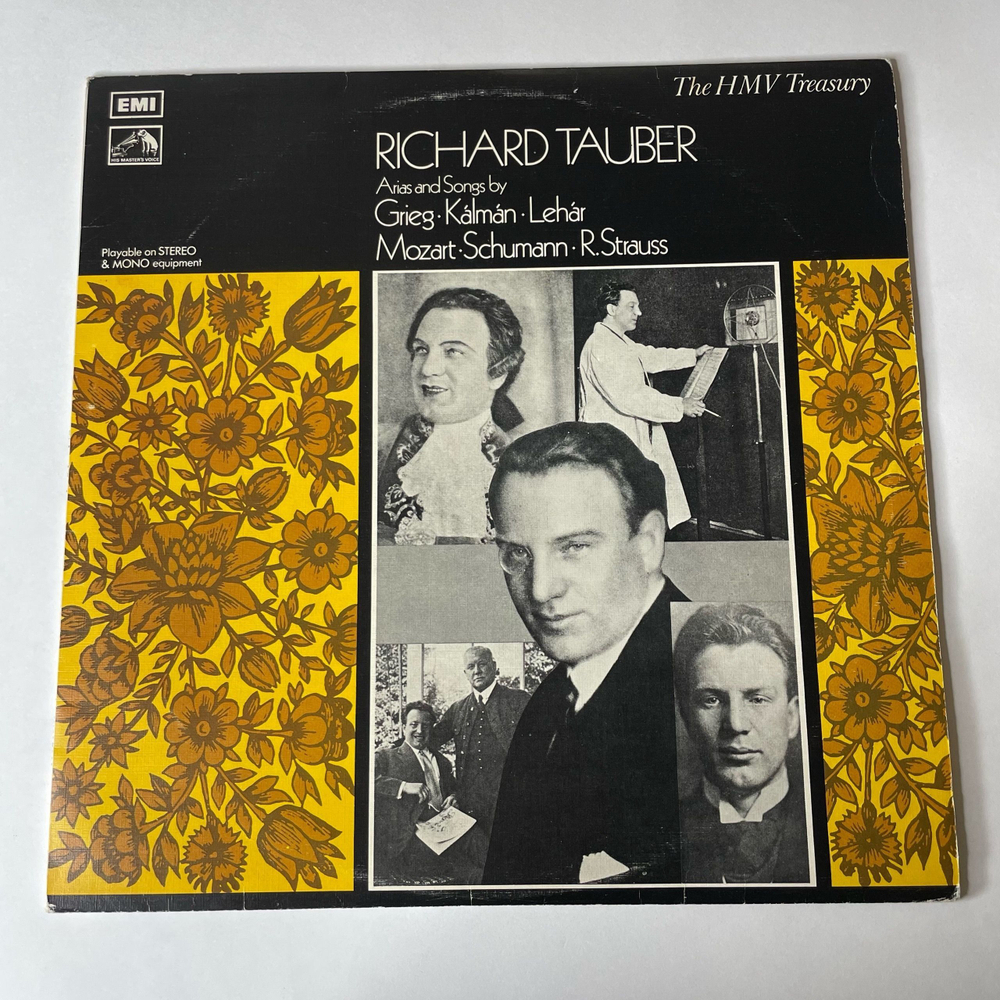 The HMV Treasury
EMI
HIS MASTER'S VOICE
RICHARD TAUBER
Arias and Songs by
Grieg · Kálmán · Lehár
Mozart · Schumann · R. Strauss
Playable on STEREO
& MONO equipment